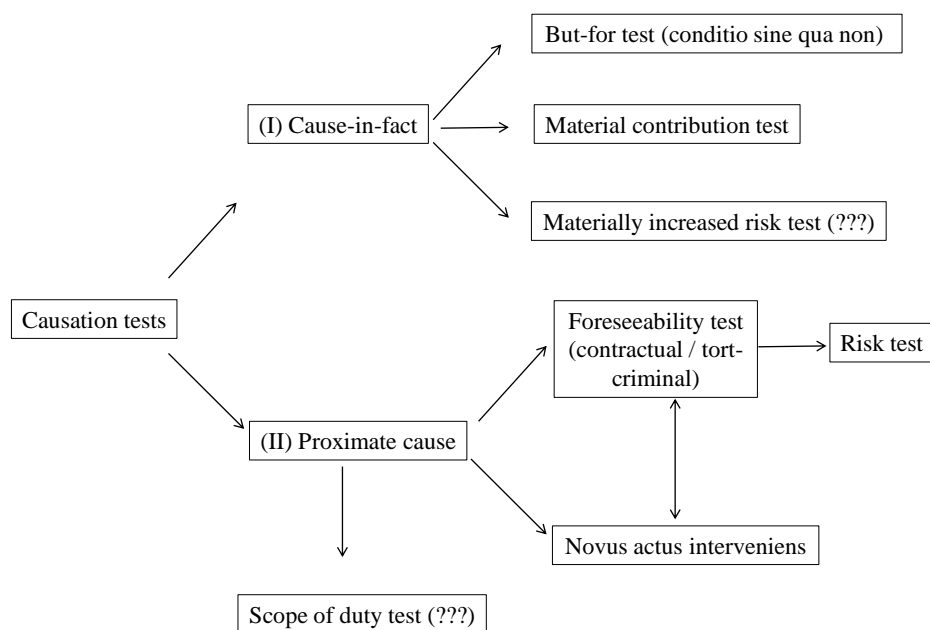 But-for test (conditio sine qua non)
(I) Cause-in-fact
Material contribution test
Materially increased risk test (???)
Causation tests
Foreseeability test
(contractual / tort-
criminal)
Risk test
(II) Proximate cause
Novus actus interveniens
Scope of duty test (???)